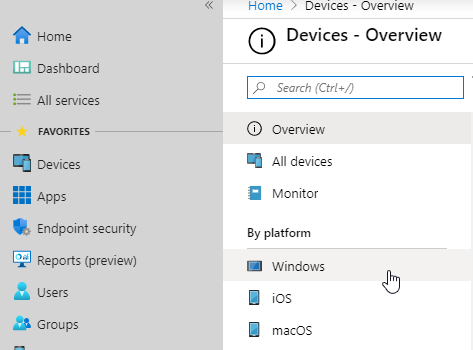 «
Home
Dashboard
All services
FAVORITES
Devices
Apps
Endpoint security
Reports (preview)
Users
Groups
Home > Devices - Overview
Devices - Overview
Search (Ctrl+/)
Overview
All devices
Monitor
By platform
Windows
iOS
macOS